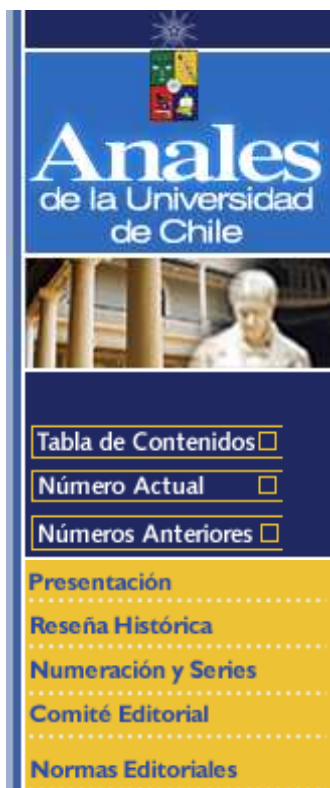 Anales
de la Universidad
de Chile
Tabla de Contenidos
Número Actual
Números Anteriores
Presentación
Reseña Histórica
Numeración y Series
Comité Editorial
Normas Editoriales